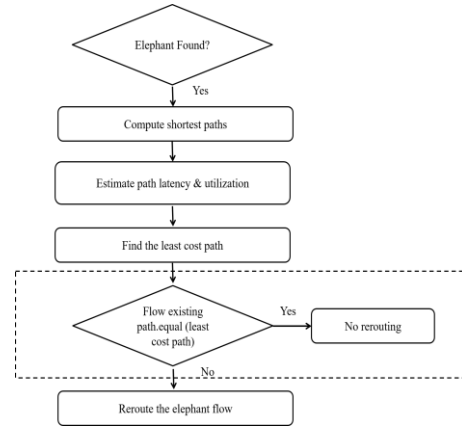 Elephant Found?
Yes
Compute shortest paths
Estimate path latency & utilization
Find the least cost path
Flow existing
path.equal (least
cost path)
Yes
No rerouting
No
Reroute the elephant flow